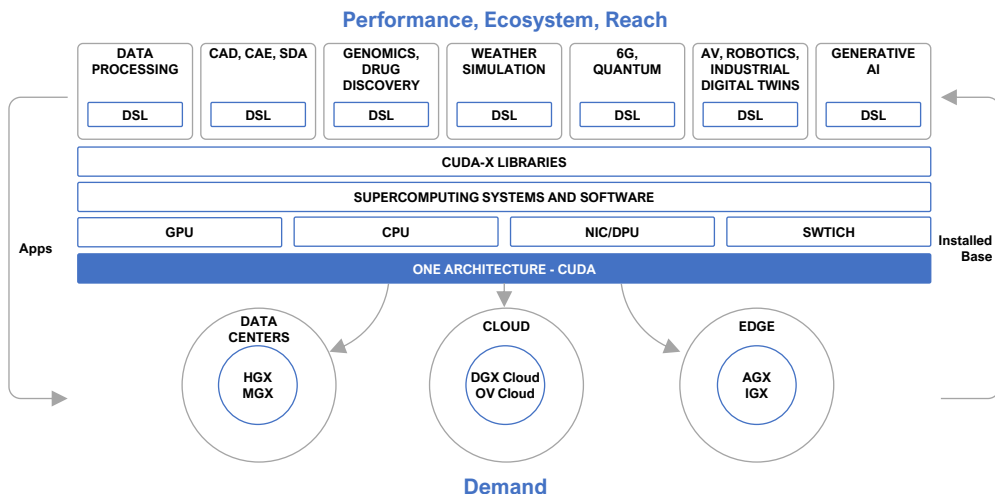 Performance, Ecosystem, Reach
DATA
PROCESSING
DSL
CAD, CAE, SDA
DSL
GENOMICS,
DRUG
DISCOVERY
DSL
WEATHER
SIMULATION
DSL
6G,
QUANTUM
DSL
AV, ROBOTICS,
INDUSTRIAL
DIGITAL TWINS
DSL
GENERATIVE
AI
DSL
CUDA-X LIBRARIES
SUPERCOMPUTING SYSTEMS AND SOFTWARE
GPU
CPU
NIC/DPU
SWTICH
Apps
Installed
Base
ONE ARCHITECTURE - CUDA
DATA
CENTERS
HGX
MGX
CLOUD
DGX Cloud
OV Cloud
EDGE
AGX
IGX
Demand